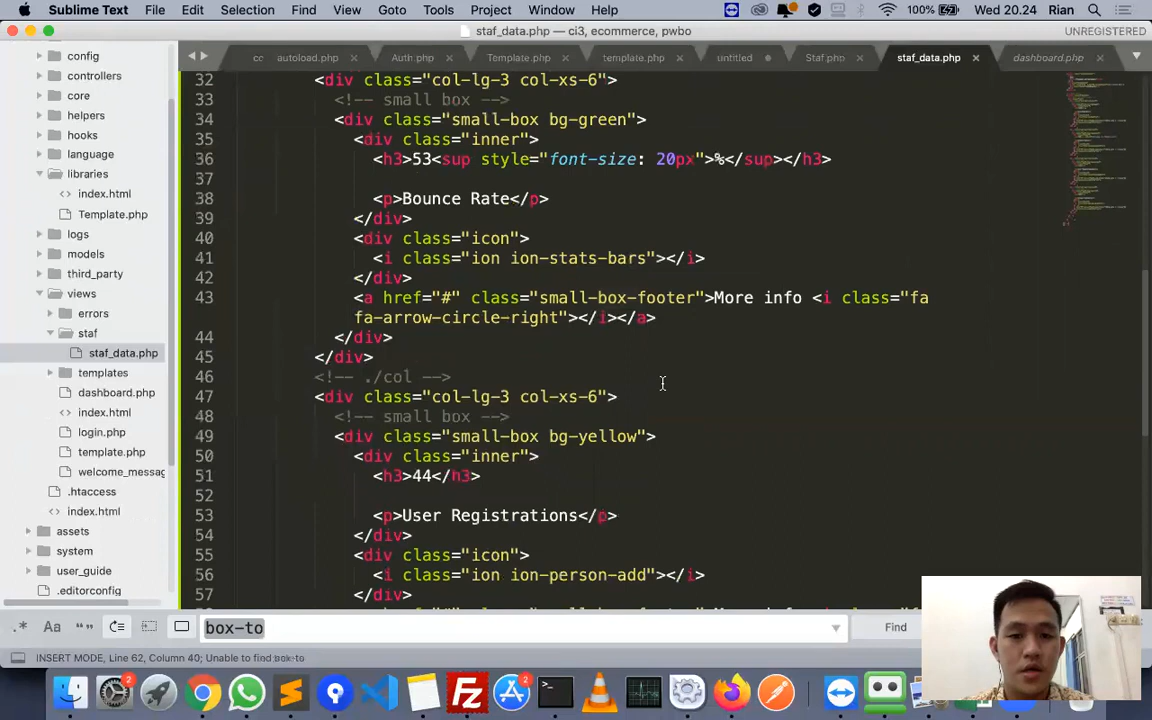 Sublime Text File Edit Selection Find View Goto Tools Project Window Help 100% Wed 20.24 Rian
staf_data.php — ci3, ecommerce, pwbo
UNREGISTERED
autoload.php × Auth.php × Template.php × template.php × untitled Staf.php × staf_data.php × dashboard.php ×
config
controllers
core
helpers
hooks
language
libraries
<> index.html
Template.php
logs
models
third_party
views
errors
staf
staf_data.php
templates
dashboard.php
index.html
login.php
template.php
welcome_messag
.htaccess
index.html
assets
system
user_guide
.editorconfig
32 <div class="col-lg-3 col-xs-6">
33 <!-- small box -->
34 <div class="small-box bg-green">
35 <div class="inner">
36 <h3>53<sup style="font-size: 20px">%</sup></h3>
37
38 <p>Bounce Rate</p>
39 </div>
40 <div class="icon">
41 <i class="ion ion-stats-bars"></i>
42 </div>
43 <a href="#" class="small-box-footer">More info <i class="fa
fa-arrow-circle-right"></i></a>
44 </div>
45 </div>
46 <!-- ./col -->
47 <div class="col-lg-3 col-xs-6">
48 <!-- small box -->
49 <div class="small-box bg-yellow">
50 <div class="inner">
51 <h3>44</h3>
52
53 <p>User Registrations</p>
54 </div>
55 <div class="icon">
56 <i class="ion ion-person-add"></i>
57 </div>
.* Aa “” box-to Find
INSERT MODE, Line 62, Column 40; Unable to find box-to
2 2